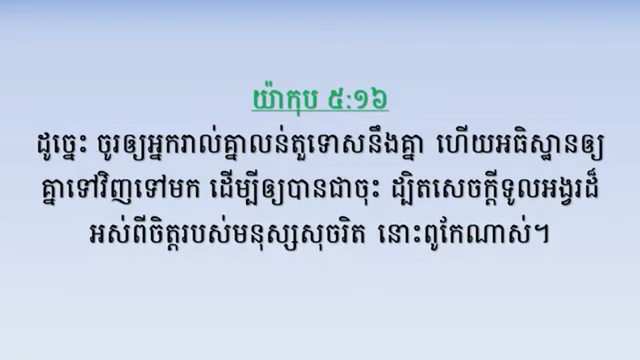 យ៉ាកុប ៥:១៦
ដូច្នេះ ចូរឲ្យអ្នករាល់គ្នាលន់តួទោសនឹងគ្នា ហើយអធិស្ឋានឲ្យ
គ្នាទៅវិញទៅមក ដើម្បីឲ្យបានជាចុះ ដ្បិតសេចក្ដីទូលអង្វរដ៏
អស់ពីចិត្តរបស់មនុស្សសុចរិត នោះពូកែណាស់។